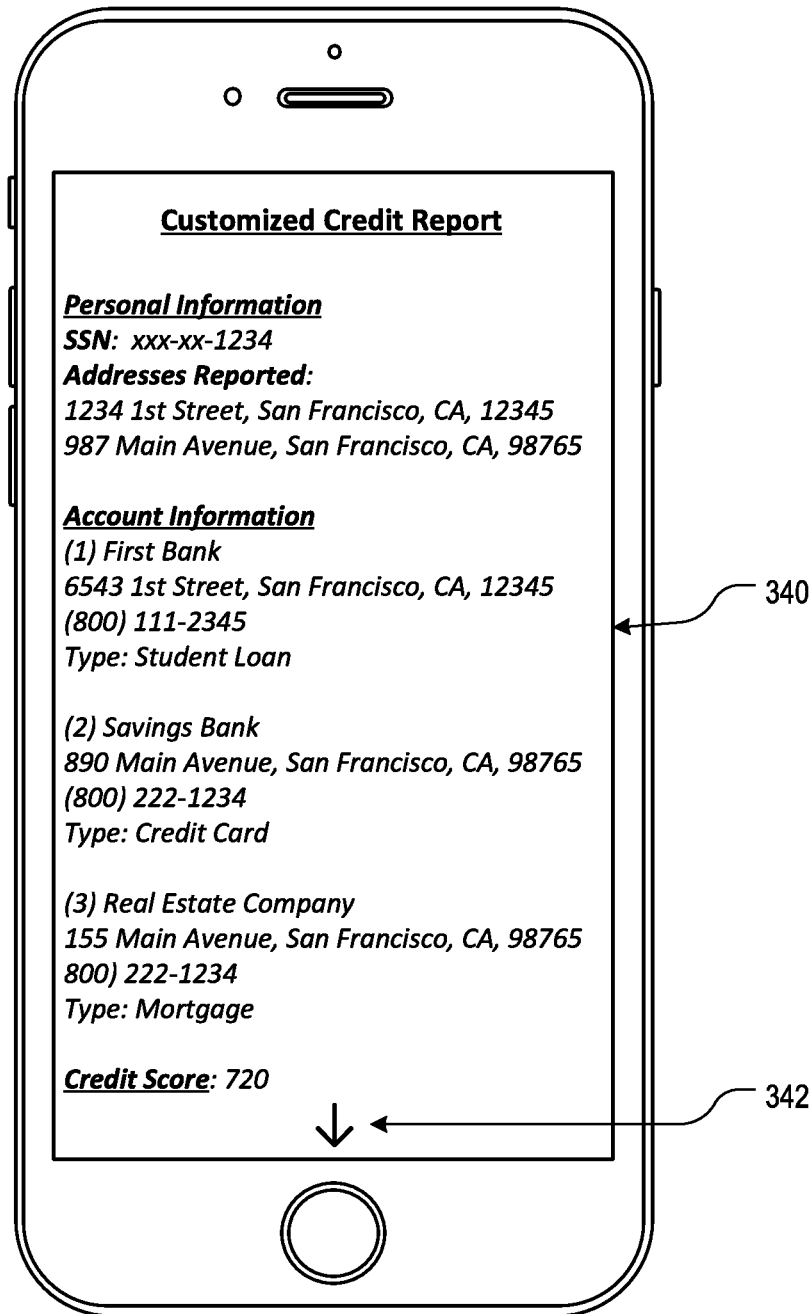 Customized Credit Report
Personal Information
SSN: xxx-xx-1234
Addresses Reported:
1234 1st Street, San Francisco, CA, 12345
987 Main Avenue, San Francisco, CA, 98765
Account Information
(1) First Bank
6543 1st Street, San Francisco, CA, 12345
(800) 111-2345
Type: Student Loan
(2) Savings Bank
890 Main Avenue, San Francisco, CA, 98765
(800) 222-1234
Type: Credit Card
(3) Real Estate Company
155 Main Avenue, San Francisco, CA, 98765
800) 222-1234
Type: Mortgage
Credit Score: 720
340
342